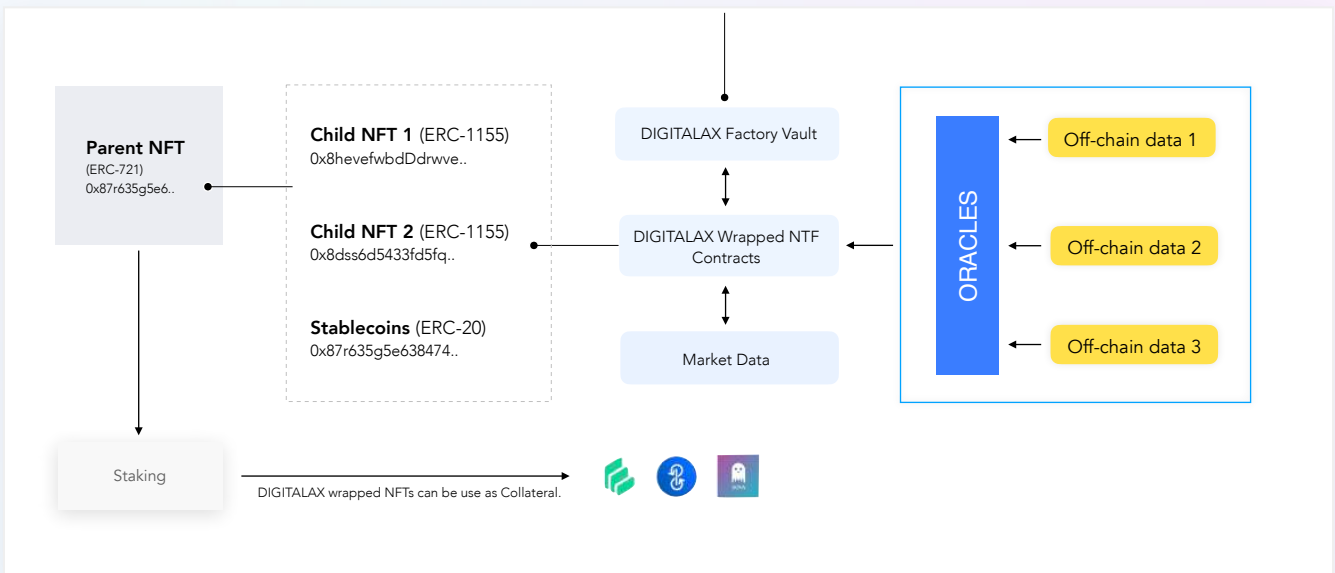 Parent NFT
(ERC-721)
0x87r635g5e6..
Child NFT 1 (ERC-1155)
0x8hevefwbdDdrwve..
Child NFT 2 (ERC-1155)
0x8dss6d5433fd5fq..
Stablecoins (ERC-20)
0x87r635g5e638474..
DIGITALAX Factory Vault
DIGITALAX Wrapped NTF
Contracts
Market Data
ORACLES
Off-chain data 1
Off-chain data 2
Off-chain data 3
Staking
DIGITALAX wrapped NFTs can be use as Collateral.